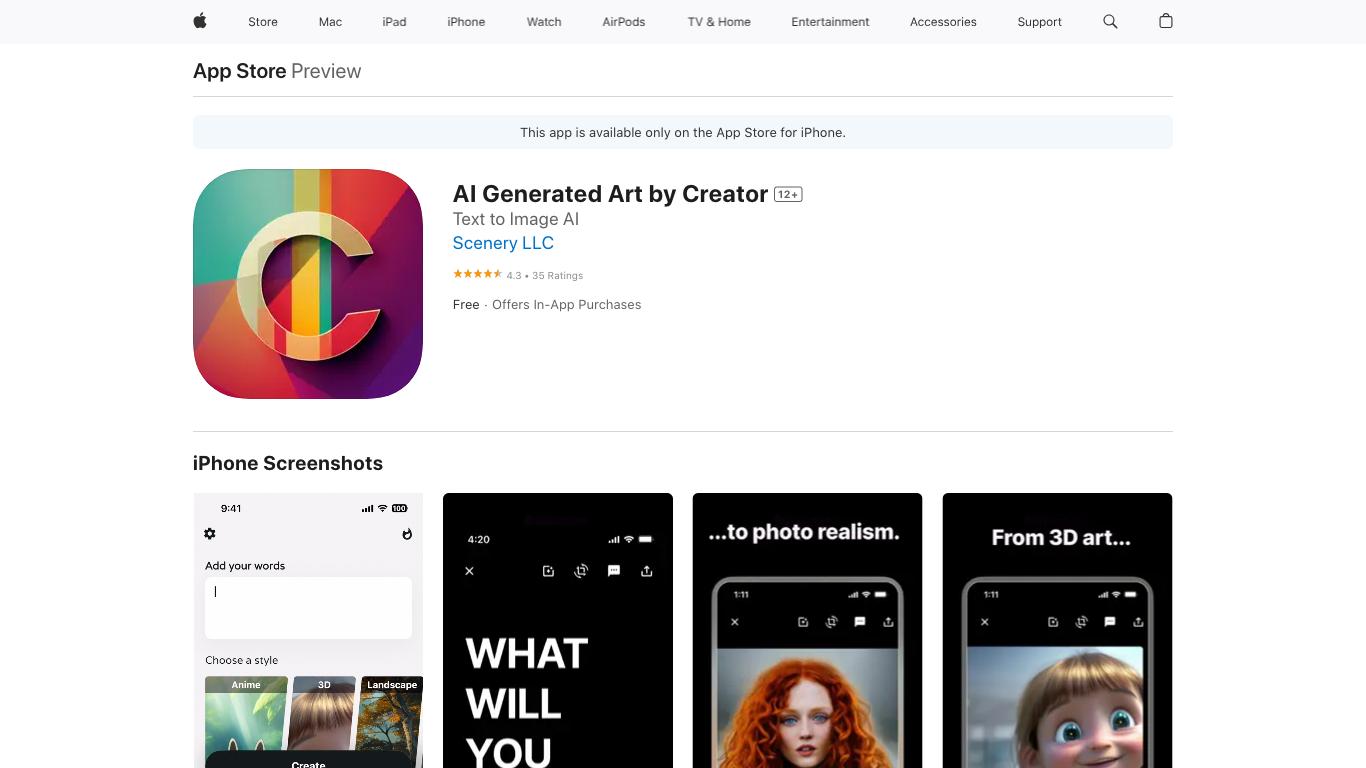 Store Mac iPad iPhone Watch AirPods TV & Home Entertainment Accessories Support
App Store Preview
This app is available only on the App Store for iPhone.
AI Generated Art by Creator 12+
Text to Image AI
Scenery LLC
4.3 • 35 Ratings
Free · Offers In-App Purchases
iPhone Screenshots
9:41 100
Add your words
Choose a style
Anime 3D Landscape
Create
4:20
WHAT
WILL
YOU
...to photo realism.
1:11
From 3D art...
1:11